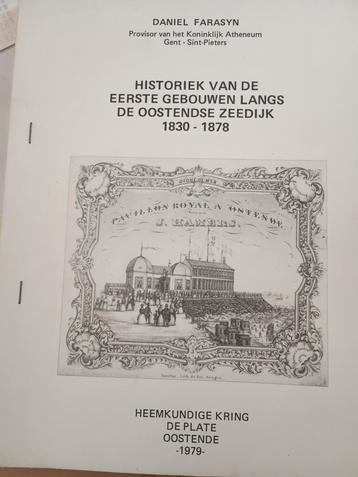 DANIEL FARASYN
Provisor van het Koninklijk Atheneum
Gent - Sint-Pieters
HISTORIEK VAN DE
EERSTE GEBOUWEN LANGS
DE OOSTENDSE ZEEDIJK
1830 - 1878
PAVILLON ROYAL A OSTENDE
J. HAMERS.
HEEMKUNDIGE KRING
DE PLATE
OOSTENDE
-1979-